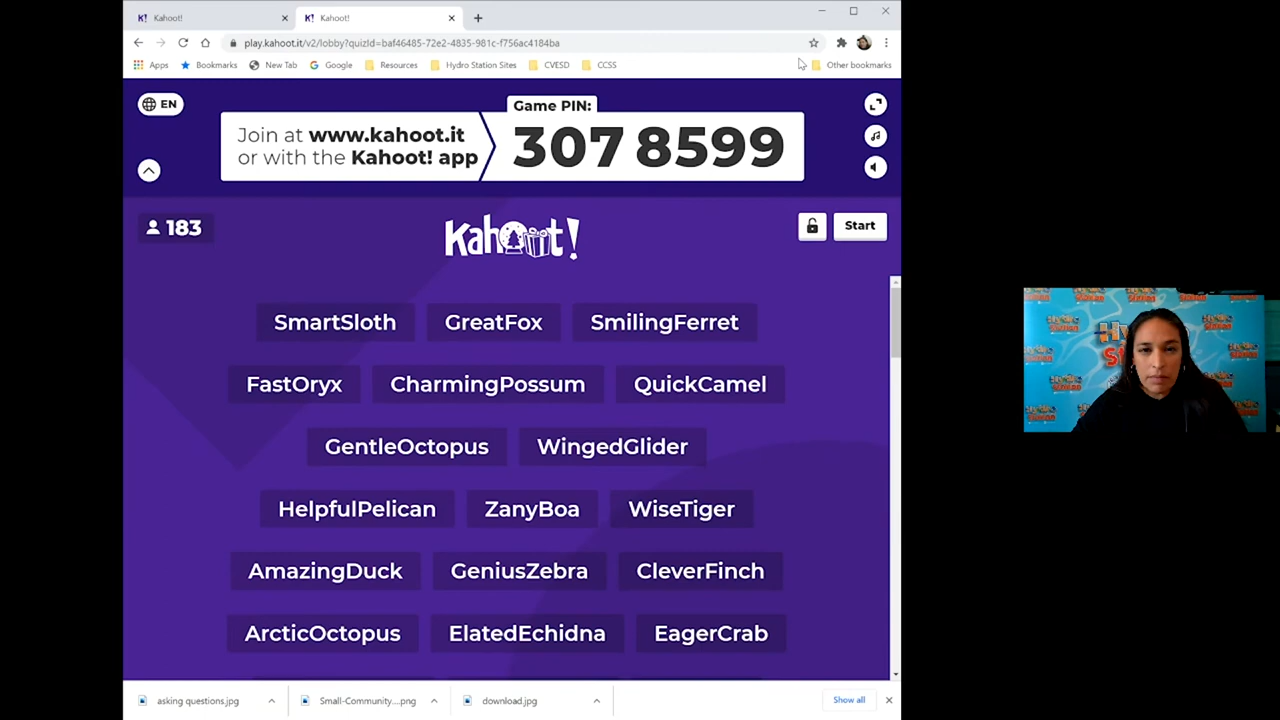 Kahoot!
Kahoot!
play.kahoot.it/v2/lobby?quizId=baf46485-72e2-4835-981c-f756ac4184ba
Apps Bookmarks New Tab Google Resources Hydro Station Sites CVESD CCSS Other bookmarks
EN
Join at www.kahoot.it
or with the Kahoot! app
Game PIN:
307 8599
183
Kahoot!
Start
SmartSloth GreatFox SmilingFerret
FastOryx CharmingPossum QuickCamel
GentleOctopus WingedGlider
HelpfulPelican ZanyBoa WiseTiger
AmazingDuck GeniusZebra CleverFinch
ArcticOctopus ElatedEchidna EagerCrab
asking questions.jpg Small-Community....png download.jpg Show all